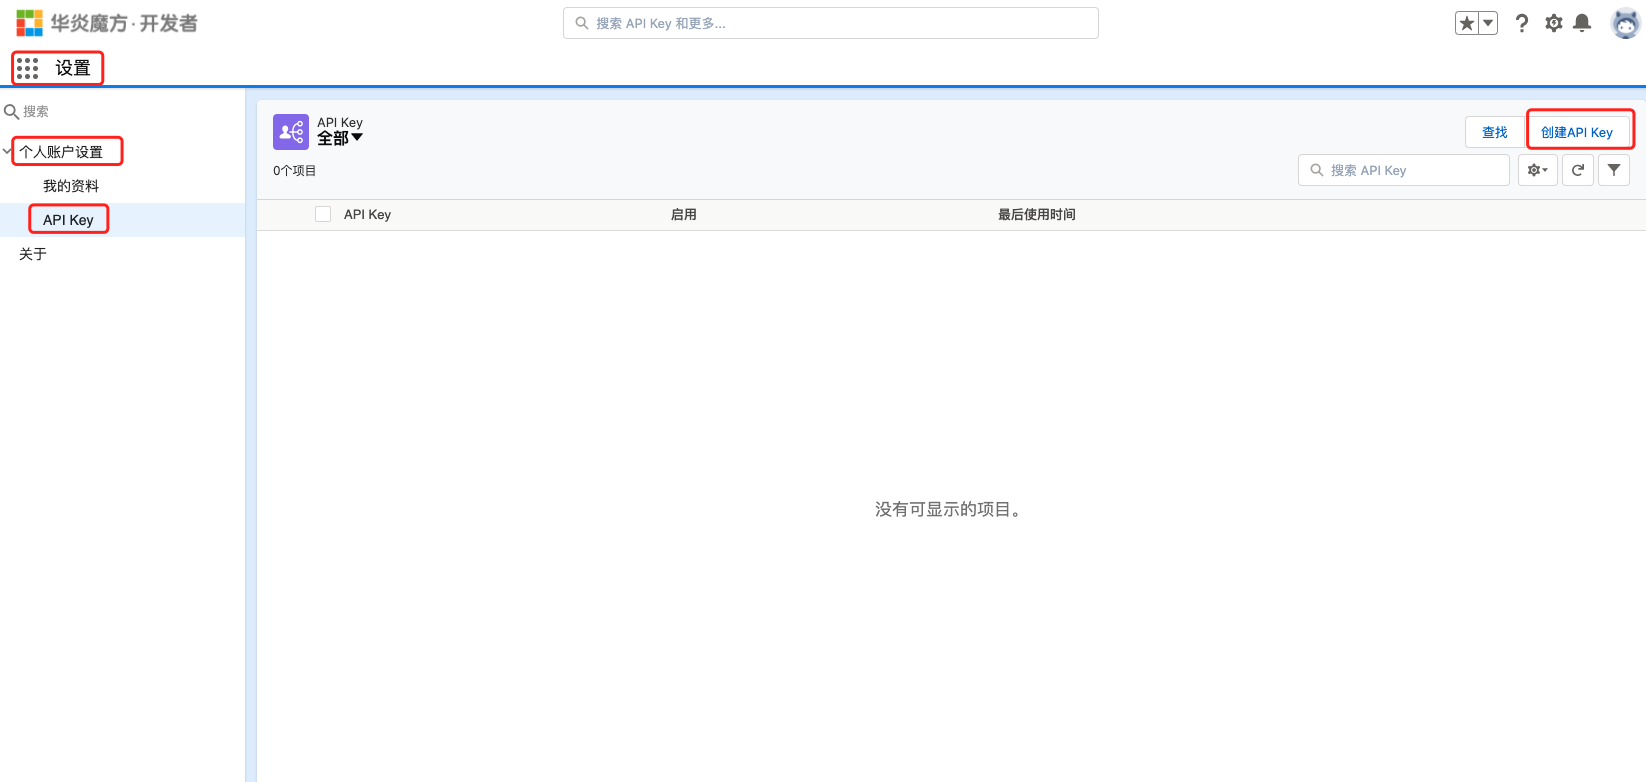 华炎魔方·开发者
搜索 API Key 和更多...
设置
搜索
个人账户设置
我的资料
API Key
关于
API Key
全部
0个项目
查找
创建API Key
搜索 API Key
API Key 启用 最后使用时间
没有可显示的项目。